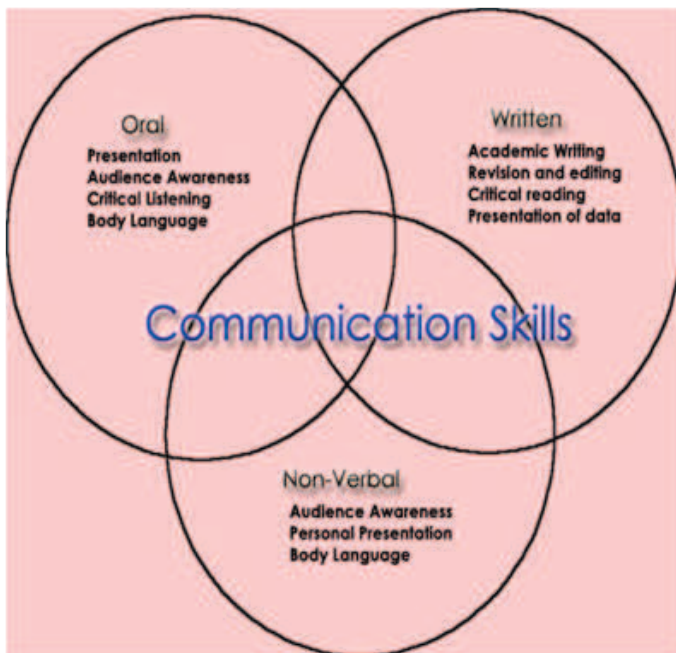 Oral
Presentation
Audience Awareness
Critical Listening
Body Language
Written
Academic Writing
Revision and editing
Critical reading
Presentation of data
Communication Skills
Non-Verbal
Audience Awareness
Personal Presentation
Body Language